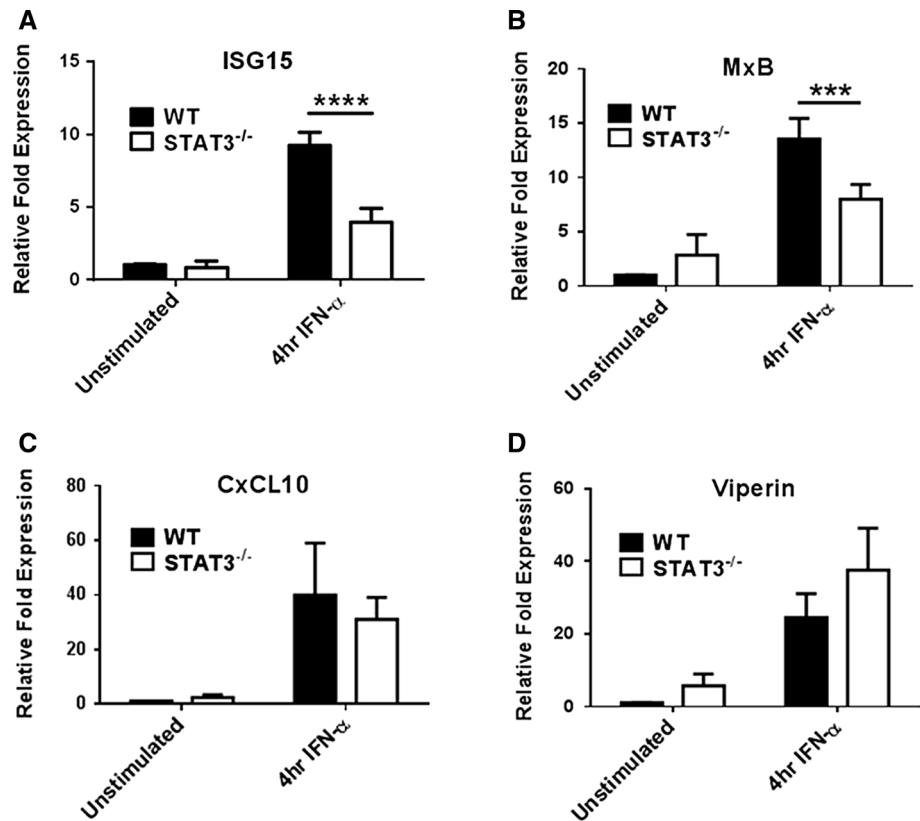 A
ISG15
Relative Fold Expression
15
10
5
0
WT
STAT3-/-
****
Unstimulated
4hr IFN-α
B
MxB
Relative Fold Expression
20
15
10
5
0
WT
STAT3-/-
***
Unstimulated
4hr IFN-α
C
CxCL10
Relative Fold Expression
80
60
40
20
0
WT
STAT3-/-
Unstimulated
4hr IFN-α
D
Viperin
Relative Fold Expression
60
40
20
0
WT
STAT3-/-
Unstimulated
4hr IFN-α